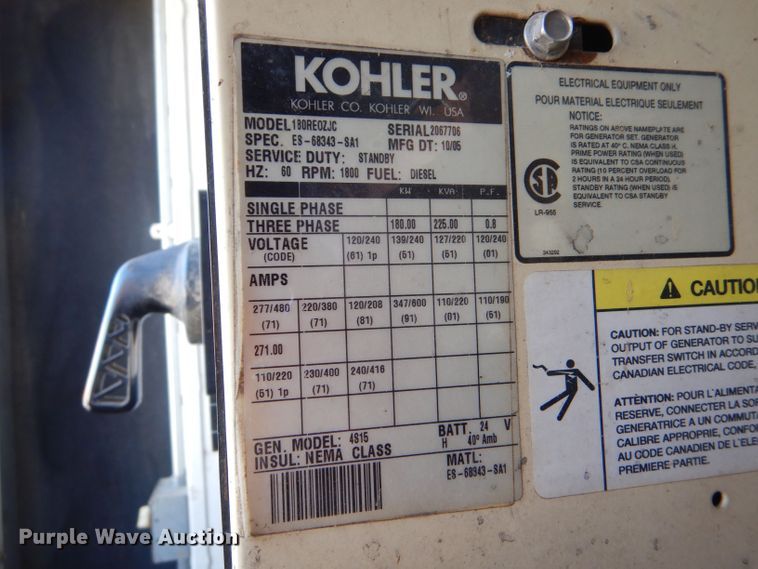 KOHLER®
KOHLER CO. KOHLER WI. USA
MODEL 180REOZJC SERIAL 2067706
SPEC. ES-68343-SA1 MFG DT: 10/05
SERVICE DUTY: STANDBY
HZ: 60 RPM: 1800 FUEL: DIESEL
KW KVA P.F.
SINGLE PHASE
THREE PHASE 180.00 225.00 0.8
VOLTAGE 120/240 139/240 127/220 120/240
(CODE) (61) 1p (51) (51) (01)
AMPS
277/480 220/380 120/208 347/600 110/220 110/190
(71) (71) (81) (91) (01) (51)
271.00
110/220 230/400 240/416
(51) 1p (71) (71)
GEN. MODEL: 4S15 BATT. 24 V
INSUL: NEMA CLASS H 40º Amb
MATL:
ES-68343-SA1
ELECTRICAL EQUIPMENT ONLY
POUR MATERIAL ELECTRIQUE SEULEMENT
NOTICE:
RATINGS ON ABOVE NAMEPLATE ARE
FOR GENERATOR SET. GENERATOR
IS RATED AT 40º C. NEMA CLASS H.
PRIME POWER RATING (WHEN USED)
IS EQUIVALENT TO CSA CONTINUOUS
RATING (10 PERCENT OVERLOAD FOR
2 HOURS IN A 24 HOUR PERIOD).
STANDBY RATING (WHEN USED) IS
EQUIVALENT TO CSA STANDBY
SERVICE.
LR-955
343292
CAUTIO
CAUTION: FOR STAND-BY SERV
OUTPUT OF GENERATOR TO SU
TRANSFER SWITCH IN ACCORD
CANADIAN ELECTRICAL CODE,
ATTÈNTION: POUR L'ALIMENTA
RESERVE, CONNECTER LA SOR
GENERATRICE A UN COMMUTA
CALIBRE APPROPRIE, CONFO
AU CODE CANADIEN DE L'ELE
PREMIERE PARTIE.
Purple Wave Auction